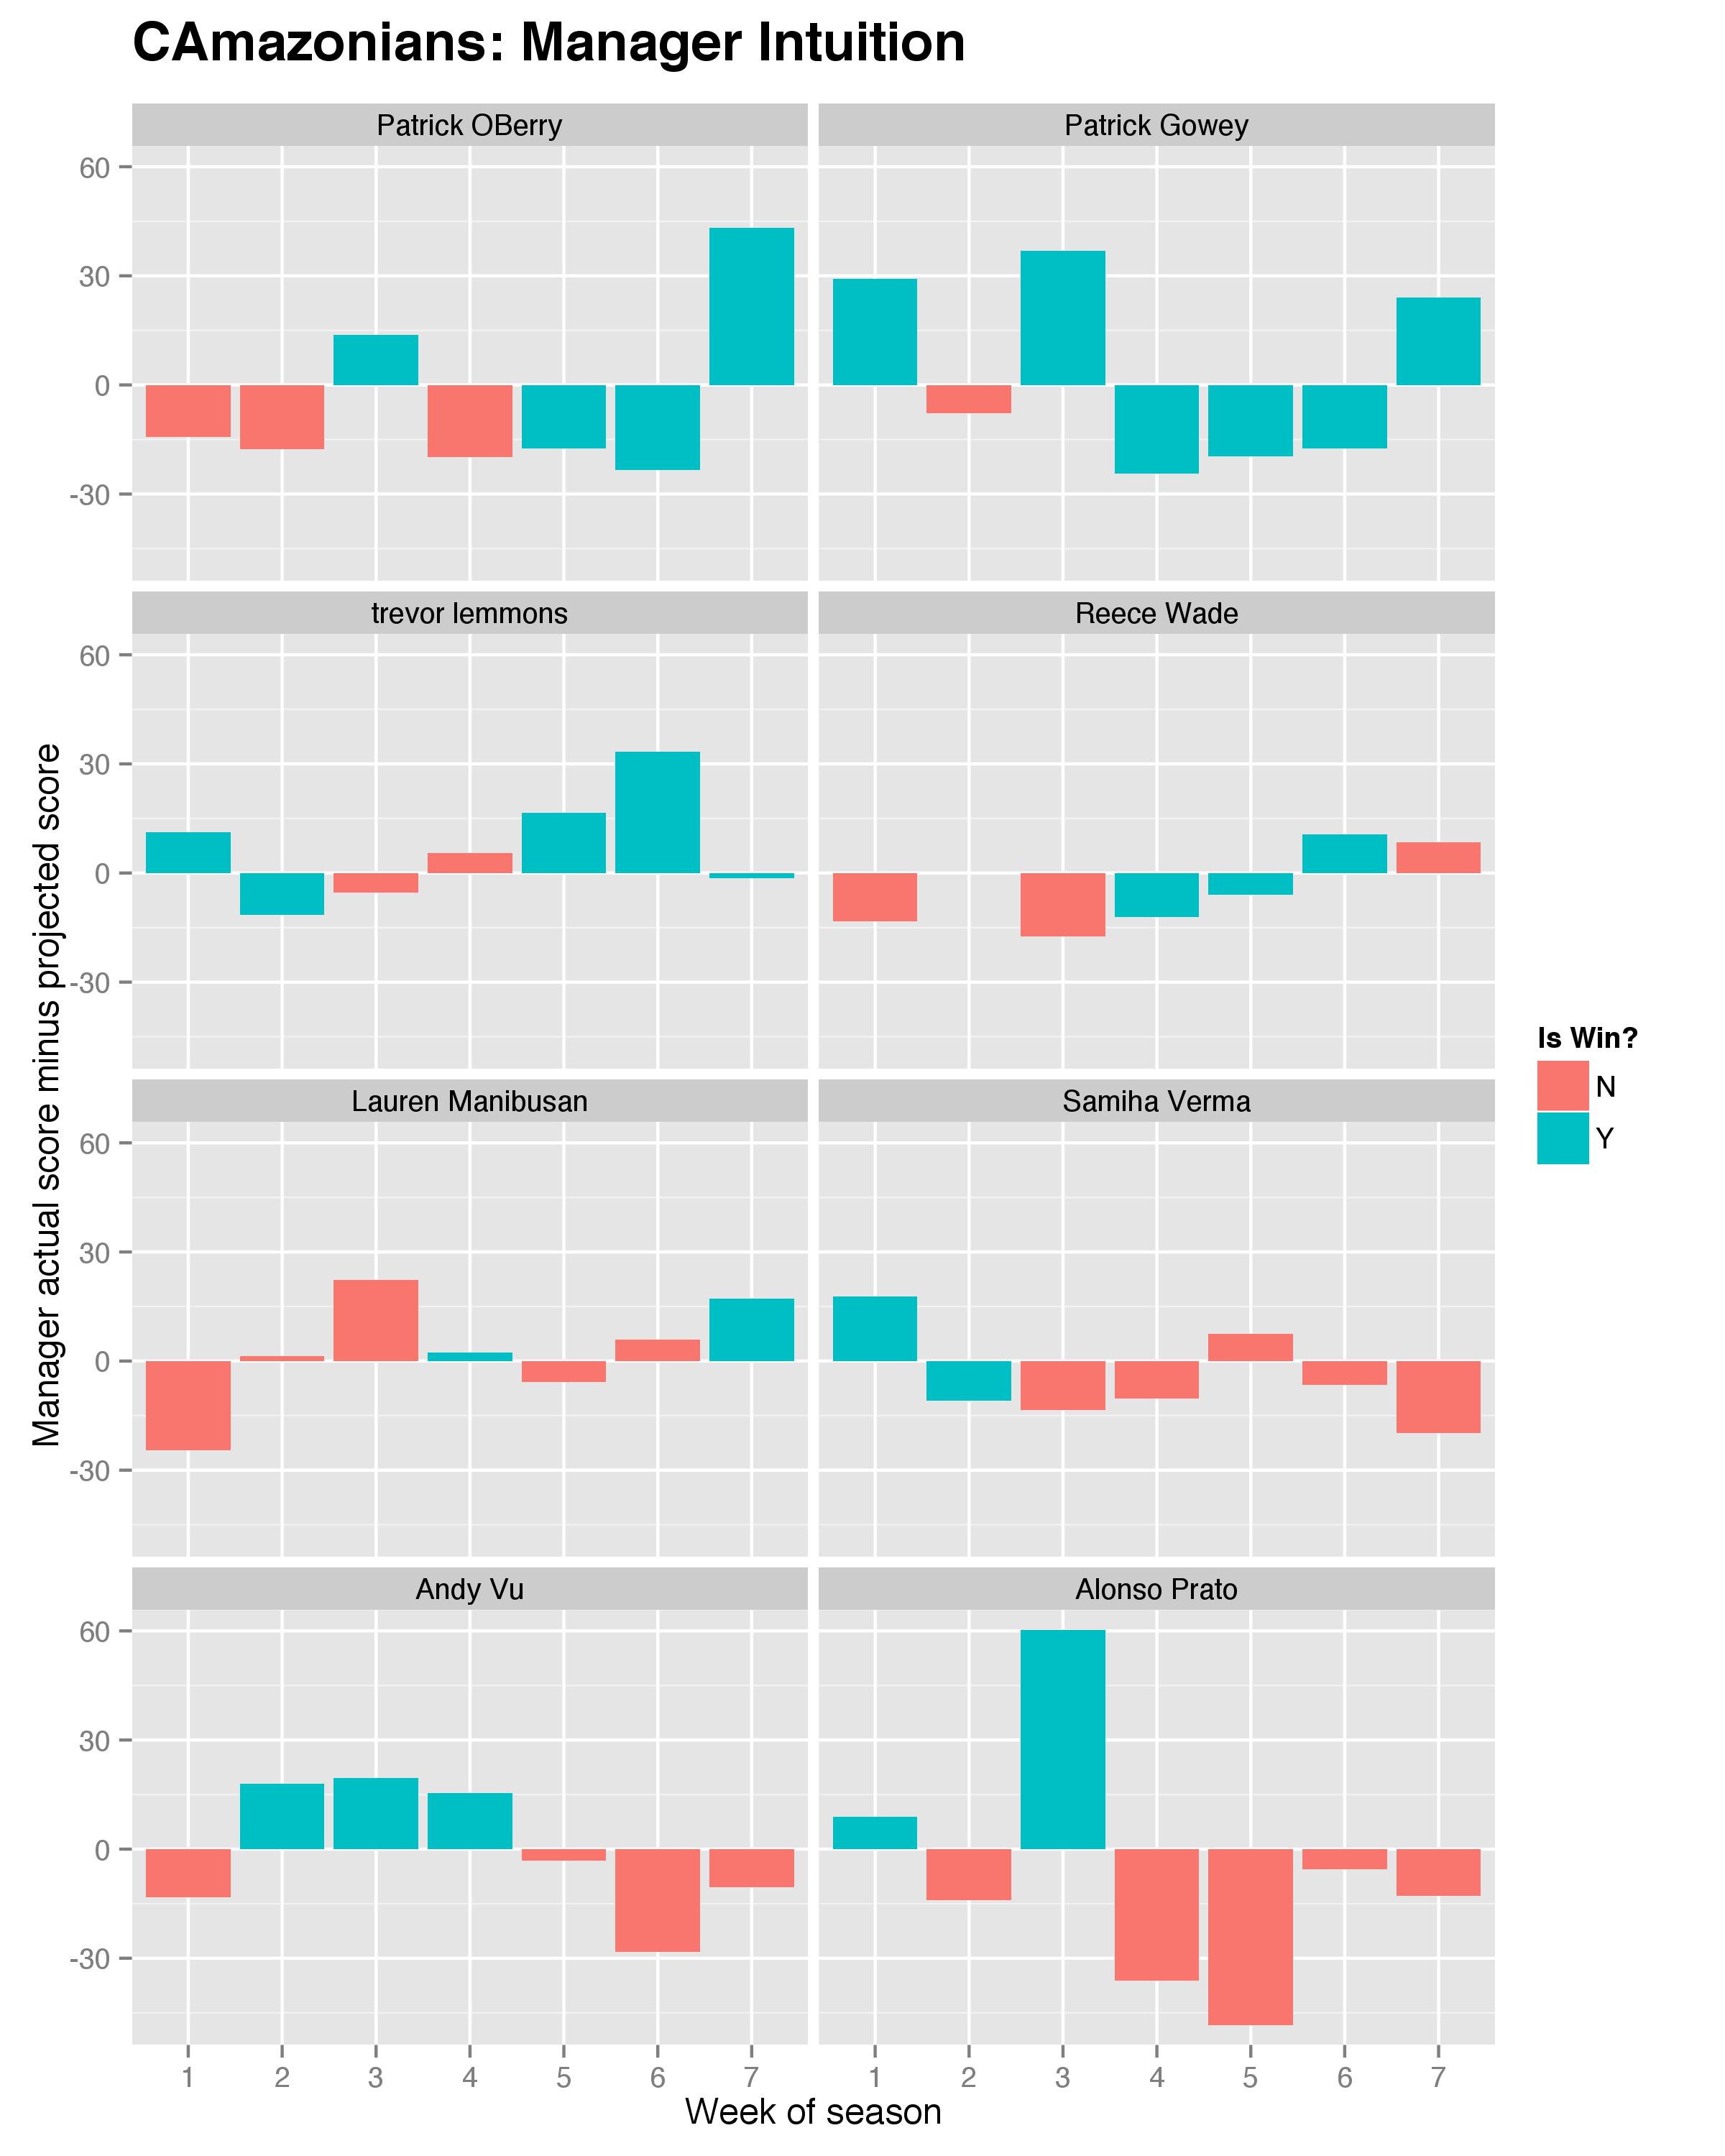 CAmazonians: Manager Intuition
Patrick OBerry
Patrick Gowey
60
30
0
-30
trevor lemmons
Reece Wade
60
30
0
-30
Lauren Manibusan
Samiha Verma
60
30
0
-30
Andy Vu
Alonso Prato
60
30
0
-30
1 2 3 4 5 6 7
1 2 3 4 5 6 7
Week of season
Manager actual score minus projected score
Is Win?
N
Y